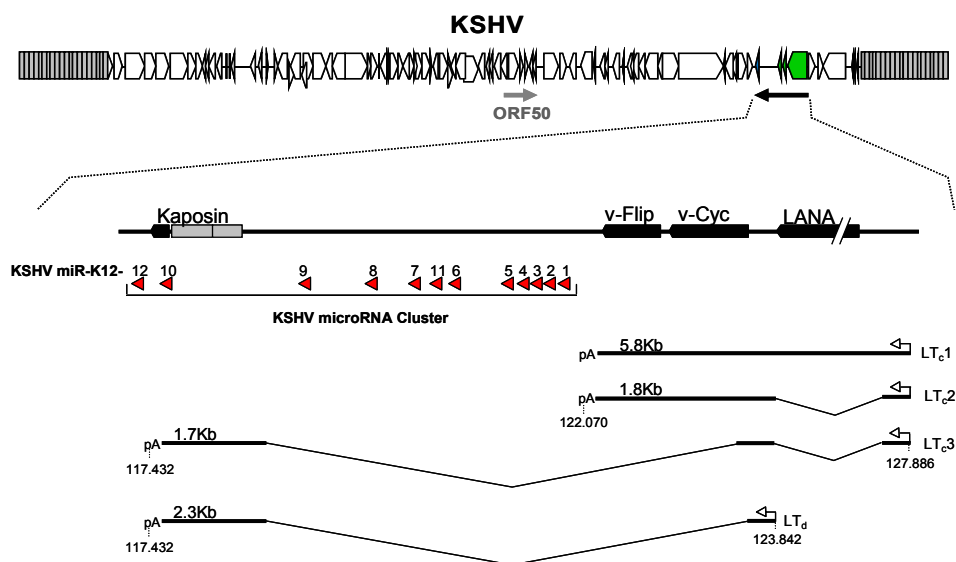 KSHV
ORF50
Kaposin
v-Flip
v-Cyc
LANA
KSHV miR-K12-
12 10 9 8 7 11 6 5 4 3 2 1
KSHV microRNA Cluster
pA 5.8Kb LTc1
pA 1.8Kb LTc2
122.070
pA 1.7Kb LTc3
117.432 127.886
pA 2.3Kb LTd
117.432 123.842